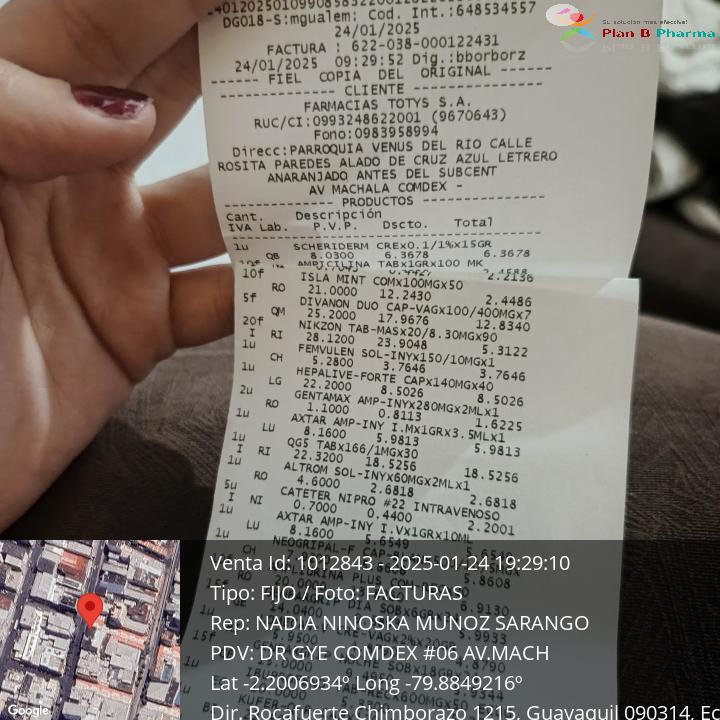 Su solución más efectiva!
Plan B Pharma
DG018-S:mgualem: Cod. Int.:648534557
24/01/2025
FACTURA : 622-038-000122431
24/01/2025 09:29:52 Dig.:bborborz
------ FIEL COPIA DEL ORIGINAL -------
-------------- CLIENTE --------------
FARMACIAS TOTYS S.A.
RUC/CI:0993248622001 (9670643)
Fono:0983958994
Direcc:PARROQUIA VENUS DEL RIO CALLE
ROSITA PAREDES ALADO DE CRUZ AZUL LETRERO
ANARANJADO ANTES DEL SUBCENT
AV MACHALA COMDEX -
------------- PRODUCTOS -------------
Cant. Descripción
IVA Lab. P.V.P. Dscto. Total
1u SCHERIDERM CREx0.1/1%x15GR
QB 8.0300 6.3678 6.3678
AMPICILINA TABx1GRx100 MK
10f 2.2136
ISLA MINT COMx100MGx50
RO 21.0000 12.2430 2.4486
5f DIVANON DUO CAP-VAGx100/400MGx7
QM 25.2000 17.9676 12.8340
20f NIKZON TAB-MASx20/8.30MGx90
I RI 28.1200 23.9048 5.3122
1u FEMVULEN SOL-INYx150/10MGx1
CH 5.2800 3.7646 3.7646
1u HEPALIVE-FORTE CAPx140MGx40
LG 22.2000 8.5026 8.5026
2u GENTAMAX AMP-INYx280MGx2MLx1
RO 1.1000 0.8113 1.6225
1u AXTAR AMP-INY I.Mx1GRx3.5MLx1
LU 8.1600 5.9813 5.9813
1u QG5 TABx166/1MGx30
I RI 22.3200 18.5256 18.5256
1u ALTROM SOL-INYx60MGx2MLx1
RO 4.6000 2.6818 2.6818
5u CATETER NIPRO #22 INTRAVENOSO
I NI 0.7000 0.4400 2.2001
1u AXTAR AMP-INY I.Vx1GRx10ML
LU 8.1600 5.6549
1u NEOGRIPAL-F
CH
Venta Id: 1012843 - 2025-01-24 19:29:10
Tipo: FIJO / Foto: FACTURAS
Rep: NADIA NINOSKA MUNOZ SARANGO
PDV: DR GYE COMDEX #06 AV.MACH
Lat -2.2006934º Long -79.8849216º
Dir. Rocafuerte Chimborazo 1215, Guayaquil 090314, Ec
Google